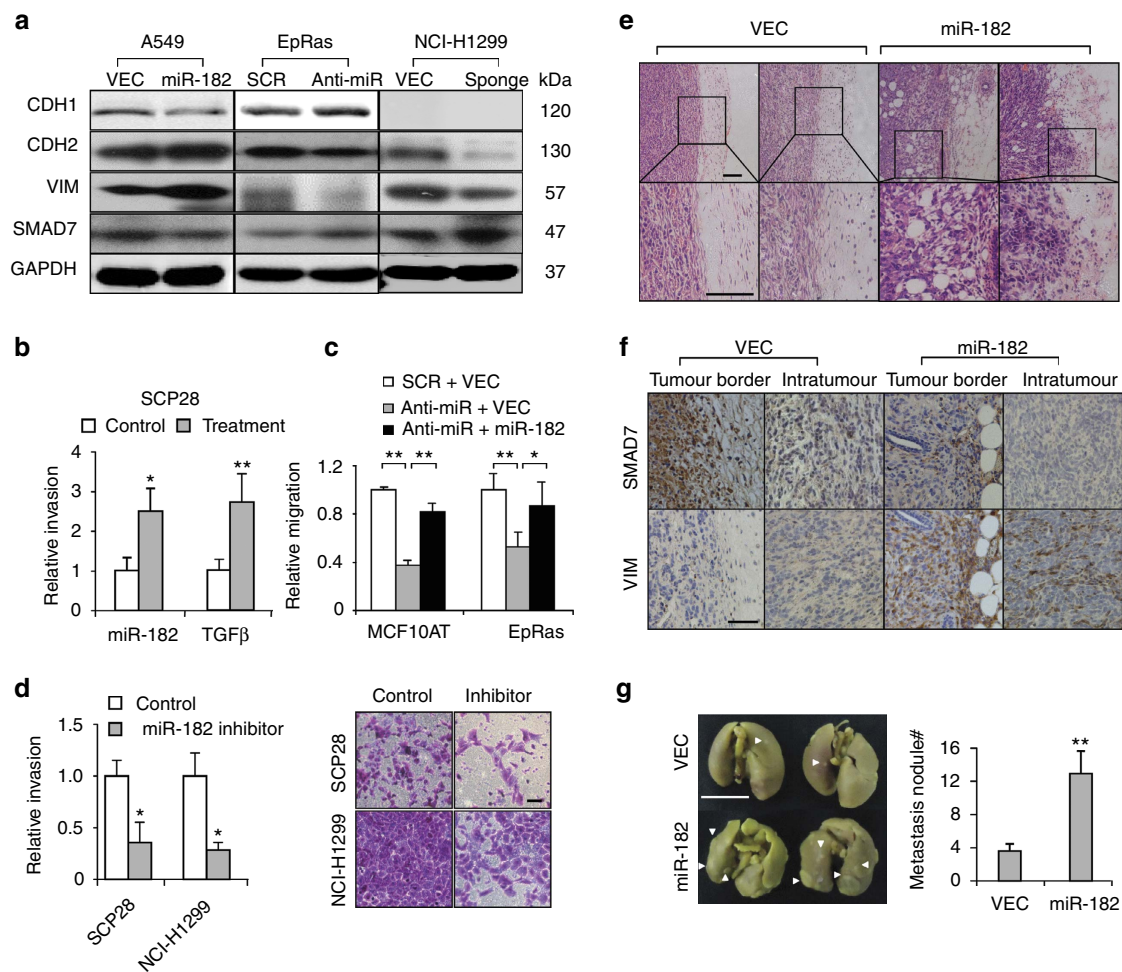 a
A549 EpRas NCI-H1299
VEC miR-182 SCR Anti-miR VEC Sponge kDa
CDH1 120
CDH2 130
VIM 57
SMAD7 47
GAPDH 37
b
SCP28
Control Treatment
Relative invasion
4
3
2
1
0
* **
miR-182 TGFβ
c
SCR + VEC
Anti-miR + VEC
Anti-miR + miR-182
Relative migration
1.2
0.8
0.4
0
** ** ** *
MCF10AT EpRas
d
Control
miR-182 inhibitor
Relative invasion
1.5
1.0
0.5
0
* *
SCP28 NCI-H1299
Control Inhibitor
SCP28
NCI-H1299
e
VEC miR-182
f
VEC miR-182
Tumour border Intratumour Tumour border Intratumour
SMAD7
VIM
g
VEC
miR-182
Metastasis nodule#
16
12
8
4
0
**
VEC miR-182